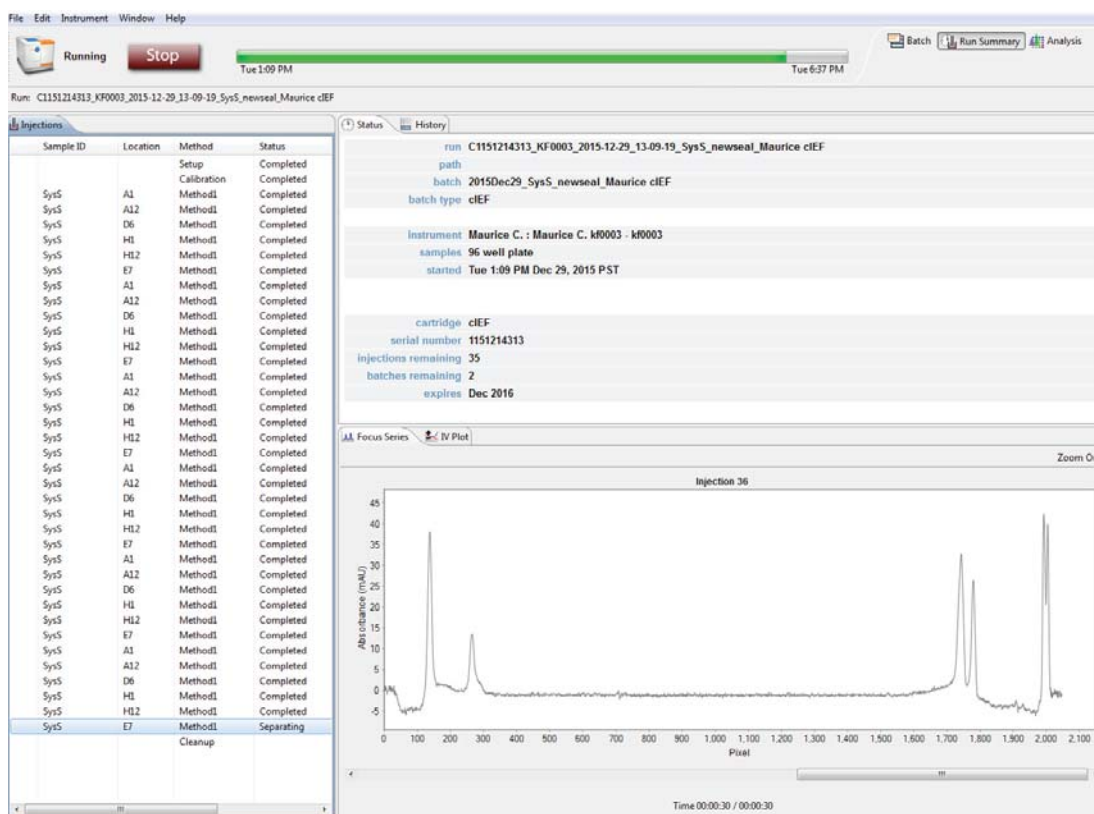 File Edit Instrument Window Help
Running Stop
Tue 1:09 PM Tue 6:37 PM
Batch Run Summary Analysis
Run: C1151214313_KF0003_2015-12-29_13-09-19_SysS_newseal_Maurice cIEF
Injections
Sample ID Location Method Status
Setup Completed
Calibration Completed
SysS A1 Method1 Completed
SysS A12 Method1 Completed
SysS D6 Method1 Completed
SysS H1 Method1 Completed
SysS H12 Method1 Completed
SysS E7 Method1 Completed
SysS A1 Method1 Completed
SysS A12 Method1 Completed
SysS D6 Method1 Completed
SysS H1 Method1 Completed
SysS H12 Method1 Completed
SysS E7 Method1 Completed
SysS A1 Method1 Completed
SysS A12 Method1 Completed
SysS D6 Method1 Completed
SysS H1 Method1 Completed
SysS H12 Method1 Completed
SysS E7 Method1 Completed
SysS A1 Method1 Completed
SysS A12 Method1 Completed
SysS D6 Method1 Completed
SysS H1 Method1 Completed
SysS H12 Method1 Completed
SysS E7 Method1 Completed
SysS A1 Method1 Completed
SysS A12 Method1 Completed
SysS D6 Method1 Completed
SysS H1 Method1 Completed
SysS H12 Method1 Completed
SysS E7 Method1 Completed
SysS A1 Method1 Completed
SysS A12 Method1 Completed
SysS D6 Method1 Completed
SysS H1 Method1 Completed
SysS H12 Method1 Completed
SysS E7 Method1 Separating
Cleanup
Status History
run C1151214313_KF0003_2015-12-29_13-09-19_SysS_newseal_Maurice cIEF
path
batch 2015Dec29_SysS_newseal_Maurice cIEF
batch type cIEF
instrument Maurice C. : Maurice C. kf0003 - kf0003
samples 96 well plate
started Tue 1:09 PM Dec 29, 2015 PST
cartridge cIEF
serial number 1151214313
injections remaining 35
batches remaining 2
expires Dec 2016
Focus Series IV Plot
Zoom O
Injection 36
Absorbance (mAU)
45
40
35
30
25
20
15
10
5
0
-5
0 100 200 300 400 500 600 700 800 900 1,000 1,100 1,200 1,300 1,400 1,500 1,600 1,700 1,800 1,900 2,000 2,100
Pixel
Time 00:00:30 / 00:00:30